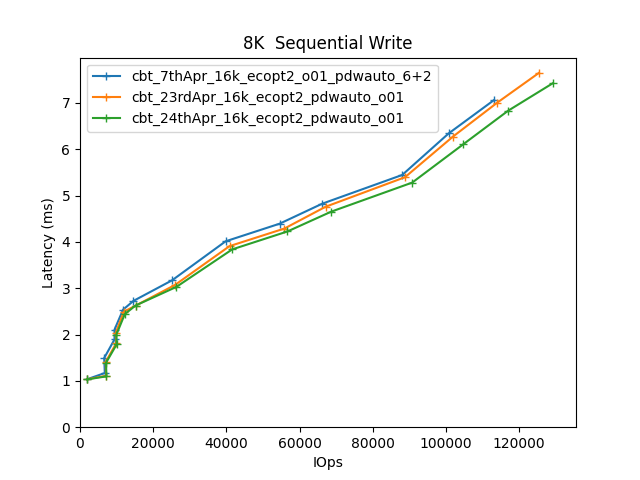 8K  Sequential Write
cbt_7thApr_16k_ecopt2_o01_pdwauto_6+2
cbt_23rdApr_16k_ecopt2_pdwauto_o01
cbt_24thApr_16k_ecopt2_pdwauto_o01
Latency (ms)
7
6
5
4
3
2
1
0
0 20000 40000 60000 80000 100000 120000
IOps